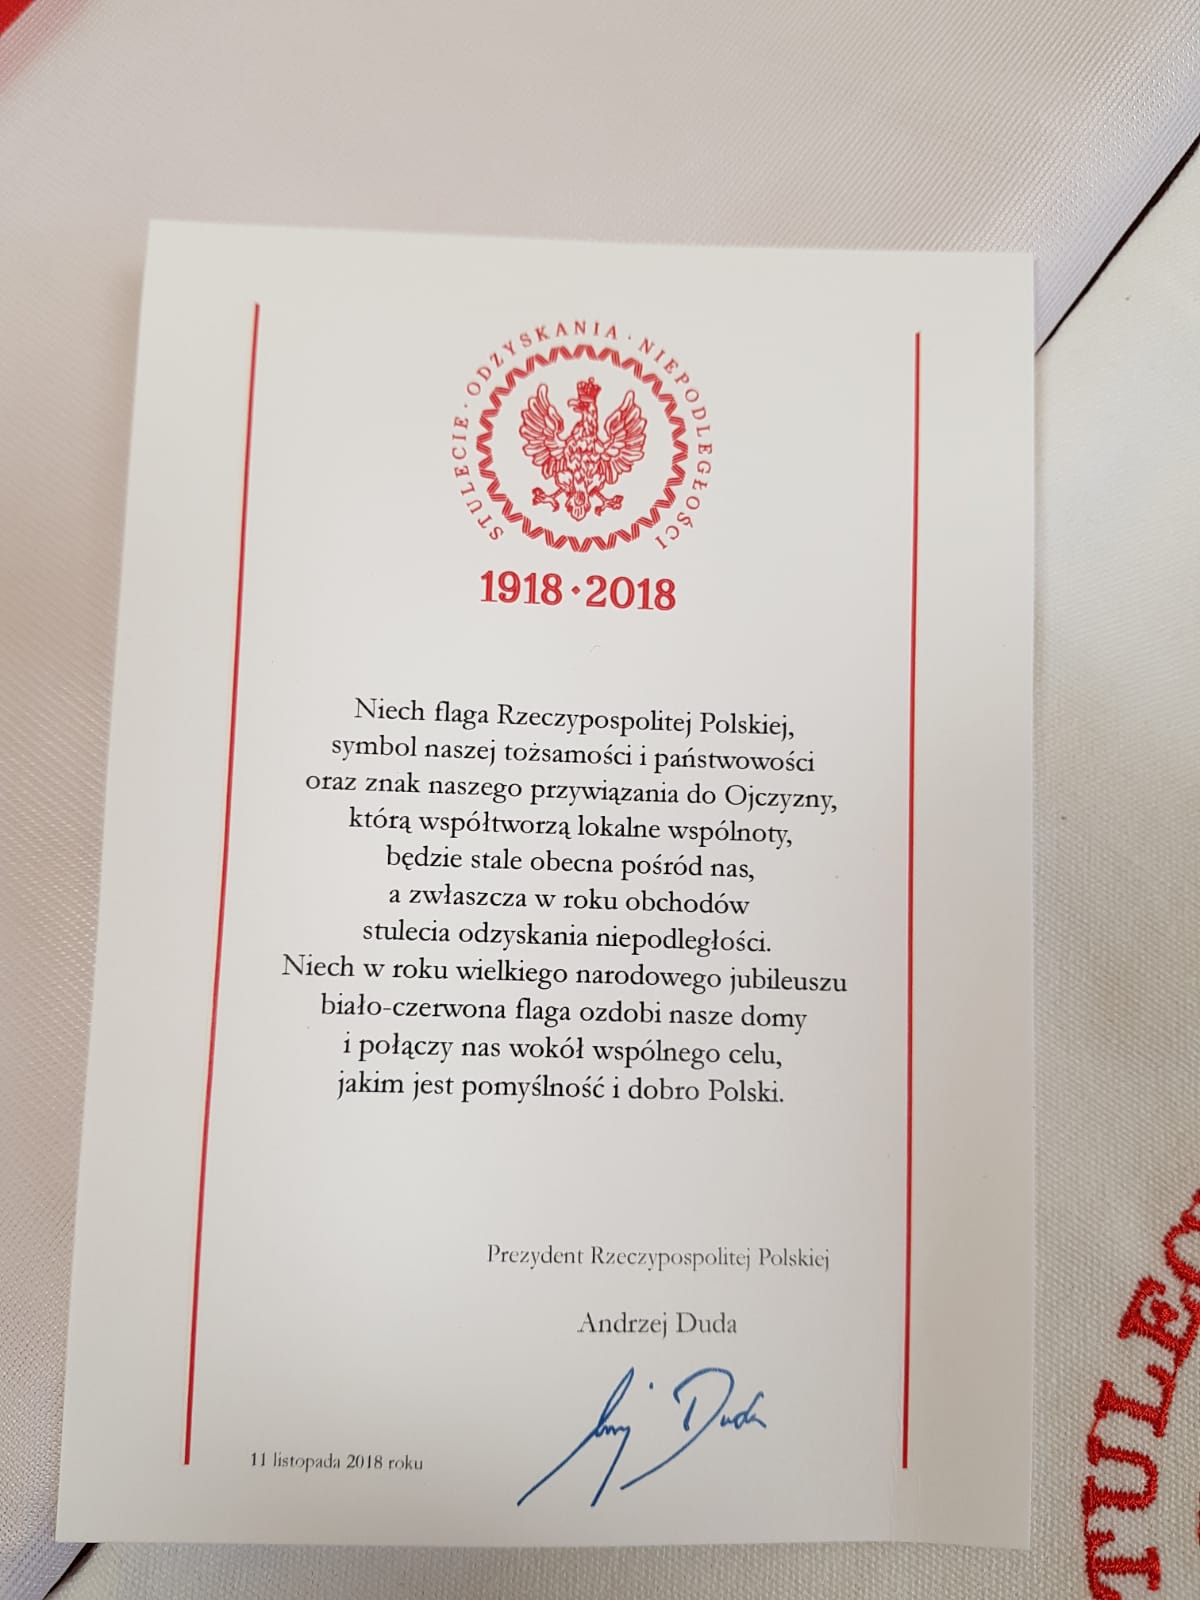 STULECIE · ODZYSKANIA · NIEPODLEGŁOŚCI
1918 · 2018
Niech flaga Rzeczypospolitej Polskiej,
symbol naszej tożsamości i państwowości
oraz znak naszego przywiązania do Ojczyzny,
którą współtworzą lokalne wspólnoty,
będzie stale obecna pośród nas,
a zwłaszcza w roku obchodów
stulecia odzyskania niepodległości.
Niech w roku wielkiego narodowego jubileuszu
biało-czerwona flaga ozdobi nasze domy
i połączy nas wokół wspólnego celu,
jakim jest pomyślność i dobro Polski.
Prezydent Rzeczypospolitej Polskiej
Andrzej Duda
Duda
11 listopada 2018 roku
TULEC